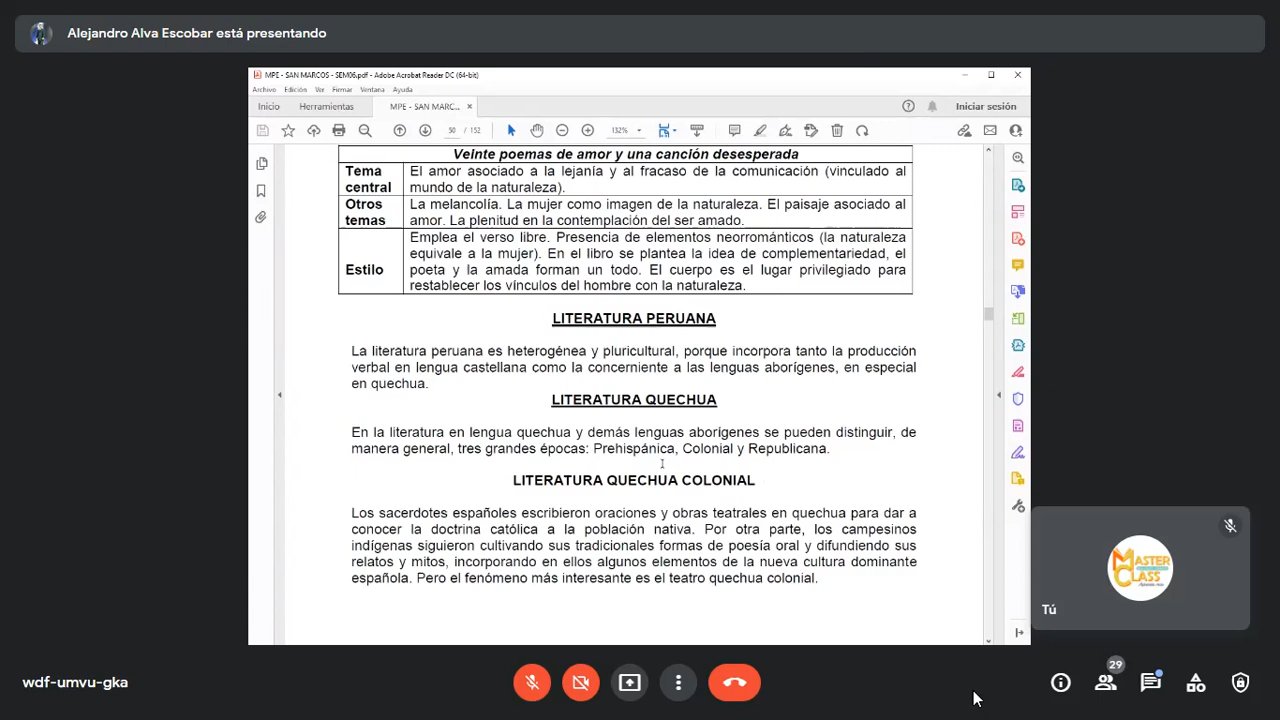 Alejandro Alva Escobar está presentando
MPE - SAN MARCOS - SEM06.pdf - Adobe Acrobat Reader DC (64-bit)
Archivo Edición Ver Firmar Ventana Ayuda
Inicio Herramientas MPE - SAN MARC... × Iniciar sesión
50 / 152 132%
Veinte poemas de amor y una canción desesperada
Tema central
El amor asociado a la lejanía y al fracaso de la comunicación (vinculado al
mundo de la naturaleza).
Otros temas
La melancolía. La mujer como imagen de la naturaleza. El paisaje asociado al
amor. La plenitud en la contemplación del ser amado.
Estilo
Emplea el verso libre. Presencia de elementos neorrománticos (la naturaleza
equivale a la mujer). En el libro se plantea la idea de complementariedad, el
poeta y la amada forman un todo. El cuerpo es el lugar privilegiado para
restablecer los vínculos del hombre con la naturaleza.
LITERATURA PERUANA
La literatura peruana es heterogénea y pluricultural, porque incorpora tanto la producción
verbal en lengua castellana como la concerniente a las lenguas aborígenes, en especial
en quechua.
LITERATURA QUECHUA
En la literatura en lengua quechua y demás lenguas aborígenes se pueden distinguir, de
manera general, tres grandes épocas: Prehispánica, Colonial y Republicana.
LITERATURA QUECHUA COLONIAL
Los sacerdotes españoles escribieron oraciones y obras teatrales en quechua para dar a
conocer la doctrina católica a la población nativa. Por otra parte, los campesinos
indígenas siguieron cultivando sus tradicionales formas de poesía oral y difundiendo sus
relatos y mitos, incorporando en ellos algunos elementos de la nueva cultura dominante
española. Pero el fenómeno más interesante es el teatro quechua colonial.
MASTER
CLASS
Tú
wdf-umvu-gka
29